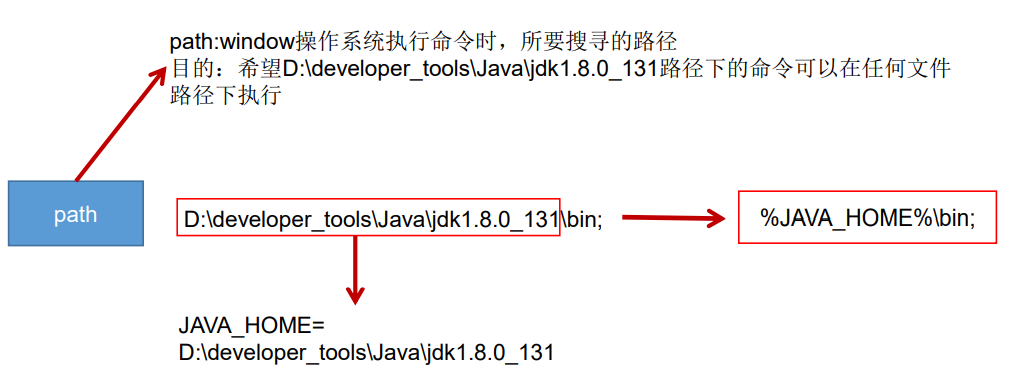 path:window操作系统执行命令时，所要搜寻的路径
目的：希望D:\developer_tools\Java\jdk1.8.0_131路径下的命令可以在任何文件
路径下执行
path
D:\developer_tools\Java\jdk1.8.0_131\bin;
%JAVA_HOME%\bin;
JAVA_HOME=
D:\developer_tools\Java\jdk1.8.0_131